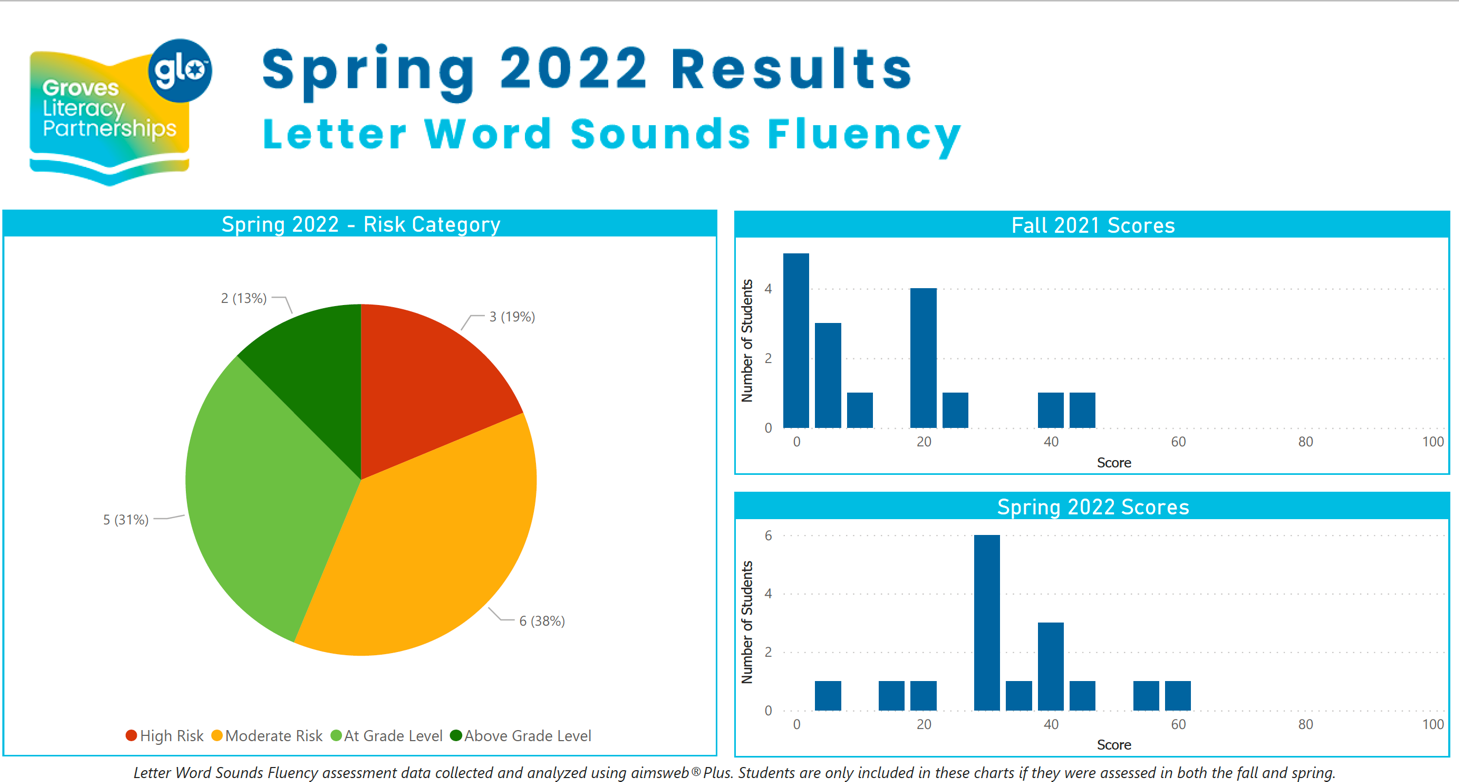 glo™
Groves
Literacy
Partnerships
Spring 2022 Results
Letter Word Sounds Fluency
Spring 2022 - Risk Category
2 (13%)
3 (19%)
5 (31%)
6 (38%)
High Risk Moderate Risk At Grade Level Above Grade Level
Fall 2021 Scores
Number of Students
4
2
0
0 20 40 60 80 100
Score
Spring 2022 Scores
Number of Students
6
4
2
0
0 20 40 60 80 100
Score
Letter Word Sounds Fluency assessment data collected and analyzed using aimsweb®Plus. Students are only included in these charts if they were assessed in both the fall and spring.